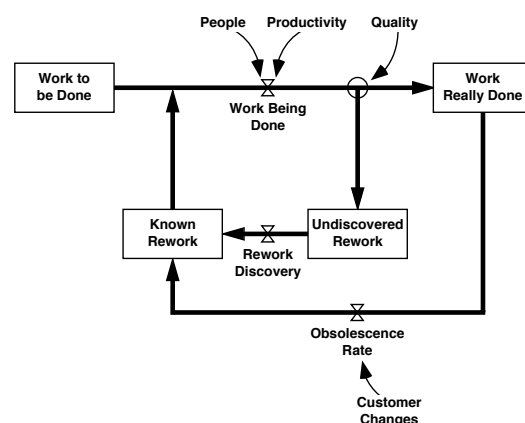 People
Productivity
Quality
Work to
be Done
Work Being
Done
Work
Really Done
Known
Rework
Undiscovered
Rework
Rework
Discovery
Obsolescence
Rate
Customer
Changes